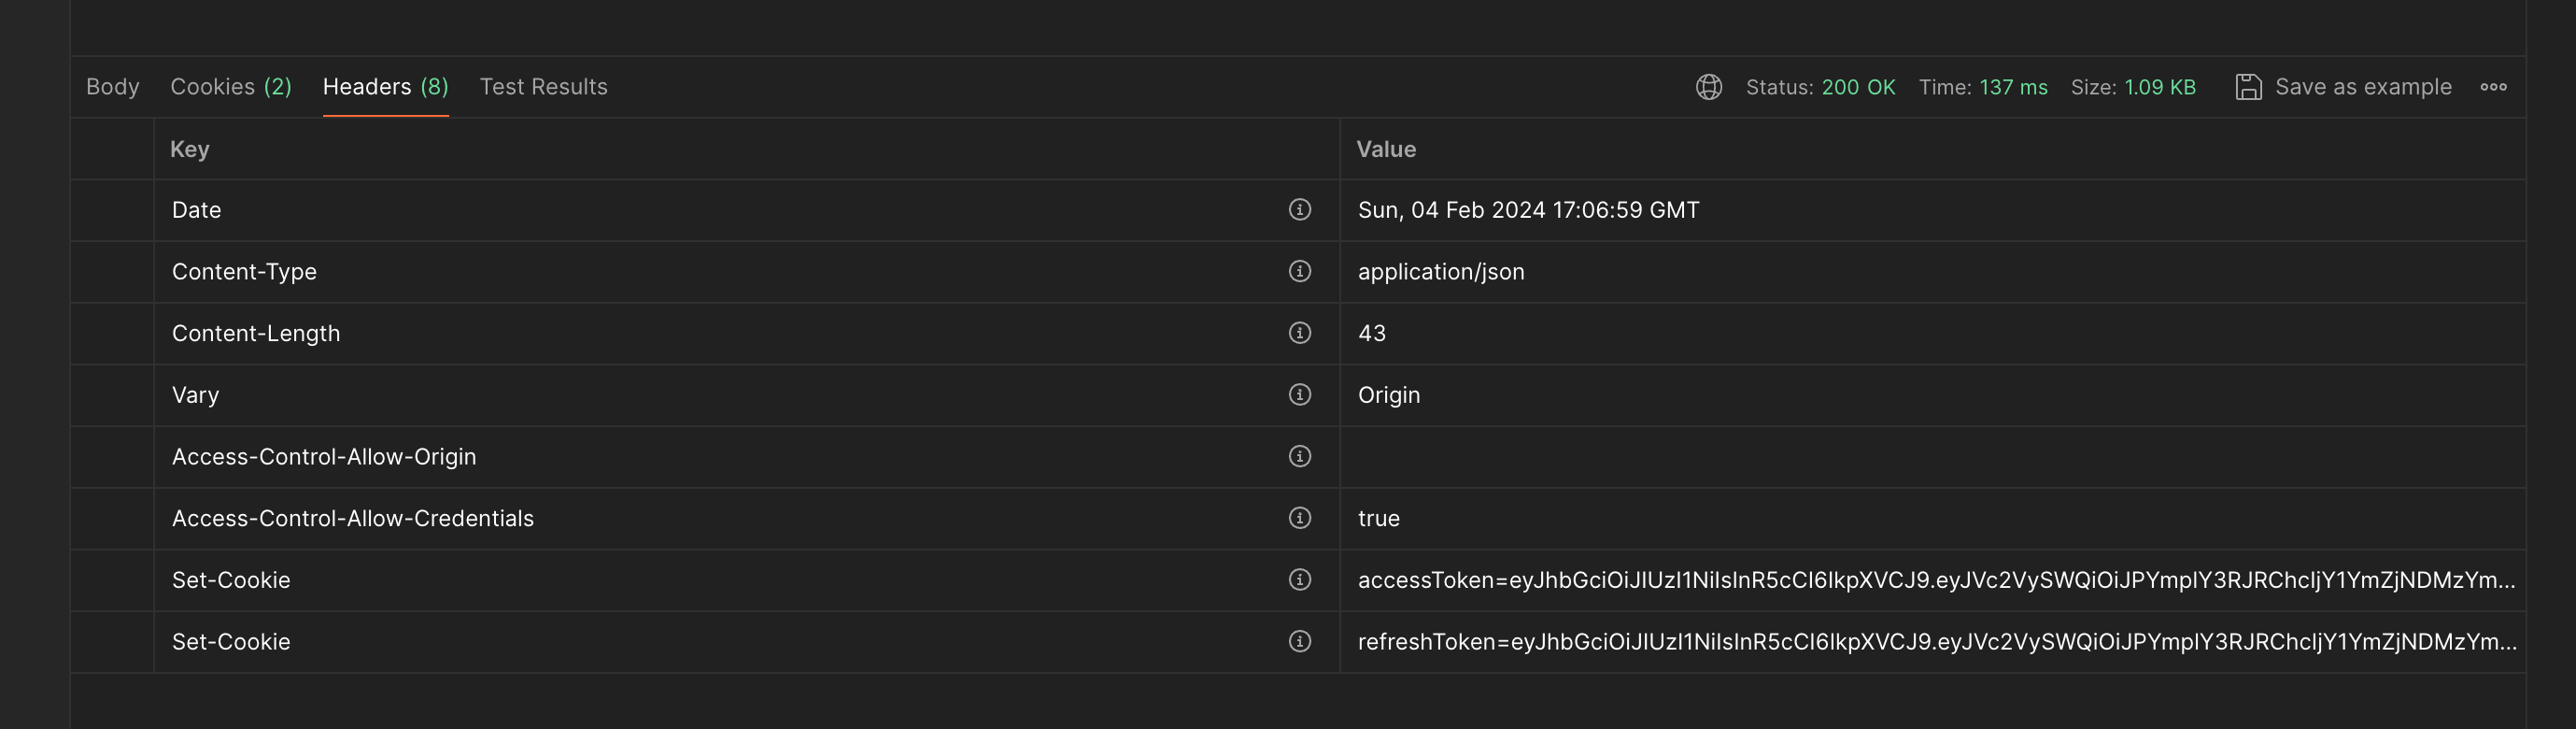 Body Cookies (2) Headers (8) Test Results Status: 200 OK Time: 137 ms Size: 1.09 KB Save as example
Key Value
Date Sun, 04 Feb 2024 17:06:59 GMT
Content-Type application/json
Content-Length 43
Vary Origin
Access-Control-Allow-Origin
Access-Control-Allow-Credentials true
Set-Cookie accessToken=eyJhbGciOiJIUzI1NiIsInR5cCI6IkpXVCJ9.eyJVc2VySWQiOiJPYmplY3RJRChcIjY1YmZjNDMzYm...
Set-Cookie refreshToken=eyJhbGciOiJIUzI1NiIsInR5cCI6IkpXVCJ9.eyJVc2VySWQiOiJPYmplY3RJRChcIjY1YmZjNDMzYm...